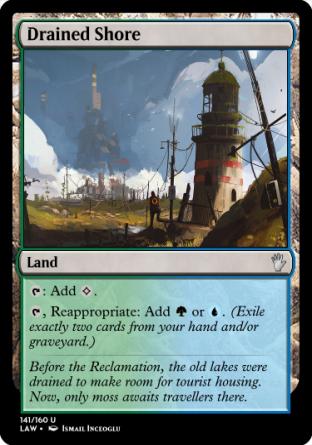 Drained Shore
Land
: Add .
, Reappropriate: Add or . (Exile
exactly two cards from your hand and/or
graveyard.)
Before the Reclamation, the old lakes were
drained to make room for tourist housing.
Now, only moss awaits travellers there.
141/160 U
LAW • Ismail Inceoglu